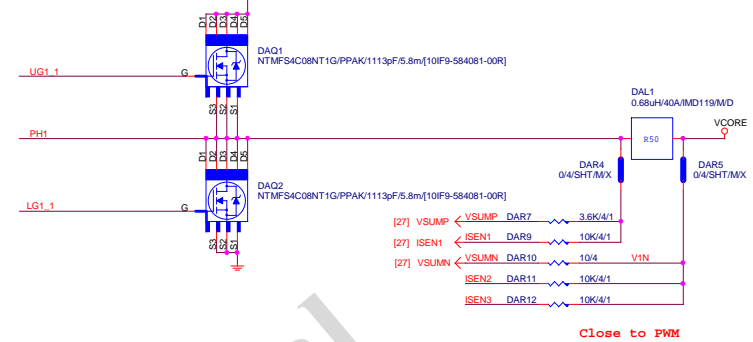 D1 D2 D3 D4 D5
DAQ1
NTMFS4C08NT1G/PPAK/1113pF/5.8m/[10IF9-584081-00R]
UG1_1
G
S3 S2 S1
DAL1
0.68uH/40A/IMD119/M/D
VCORE
PH1
R50
D1 D2 D3 D4 D5
DAR4
0/4/SHT/M/X
DAR5
0/4/SHT/M/X
DAQ2
NTMFS4C08NT1G/PPAK/1113pF/5.8m/[10IF9-584081-00R]
LG1_1
G
S3 S2 S1
[27] VSUMP VSUMP DAR7 3.6K/4/1
[27] ISEN1 ISEN1 DAR9 10K/4/1
[27] VSUMN VSUMN DAR10 10/4 V1N
ISEN2 DAR11 10K/4/1
ISEN3 DAR12 10K/4/1
Close to PWM